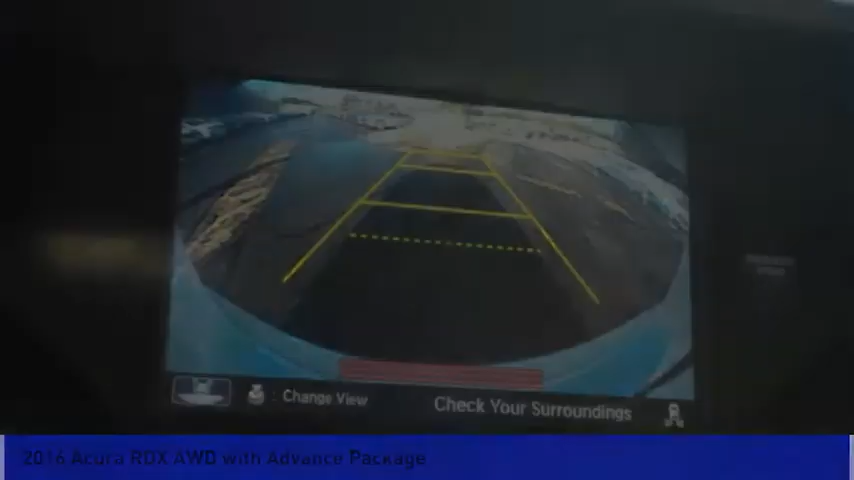 : Change View
Check Your Surroundings
2016 Acura RDX AWD with Advance Package